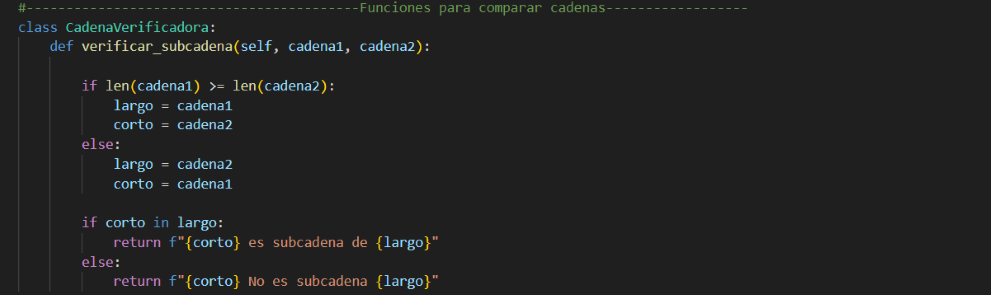 #-----------------------------------------Funciones para comparar cadenas------------------
class CadenaVerificadora:
    def verificar_subcadena(self, cadena1, cadena2):

        if len(cadena1) >= len(cadena2):
            largo = cadena1
            corto = cadena2
        else:
            largo = cadena2
            corto = cadena1

        if corto in largo:
            return f"{corto} es subcadena de {largo}"
        else:
            return f"{corto} No es subcadena {largo}"